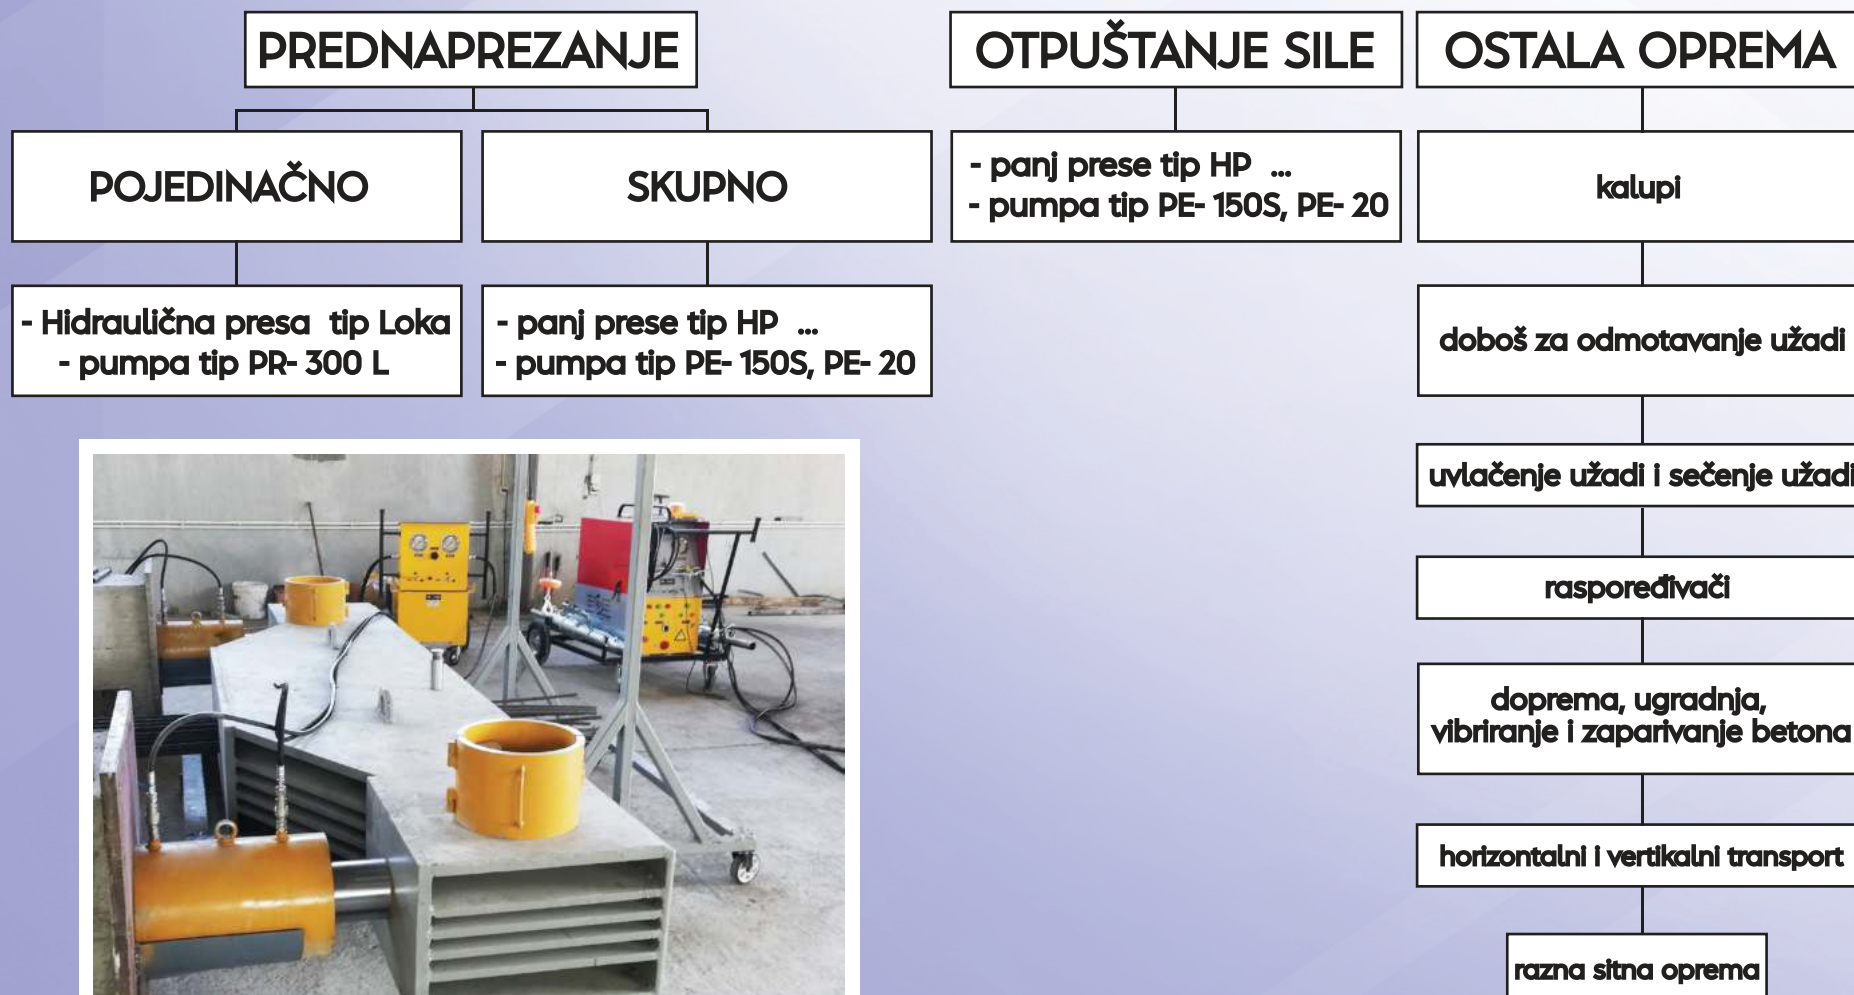 PREDNAPREZANJE
POJEDINAČNO
- Hidraulična presa tip Loka
- pumpa tip PR- 300 L
SKUPNO
- panj prese tip HP ...
- pumpa tip PE- 150S, PE- 20
OTPUŠTANJE SILE
- panj prese tip HP ...
- pumpa tip PE- 150S, PE- 20
OSTALA OPREMA
kalupi
doboš za odmotavanje užadi
uvlačenje užadi i sečenje užadi
raspoređivači
doprema, ugradnja,
vibriranje i zaparivanje betona
horizontalni i vertikalni transport
razna sitna oprema